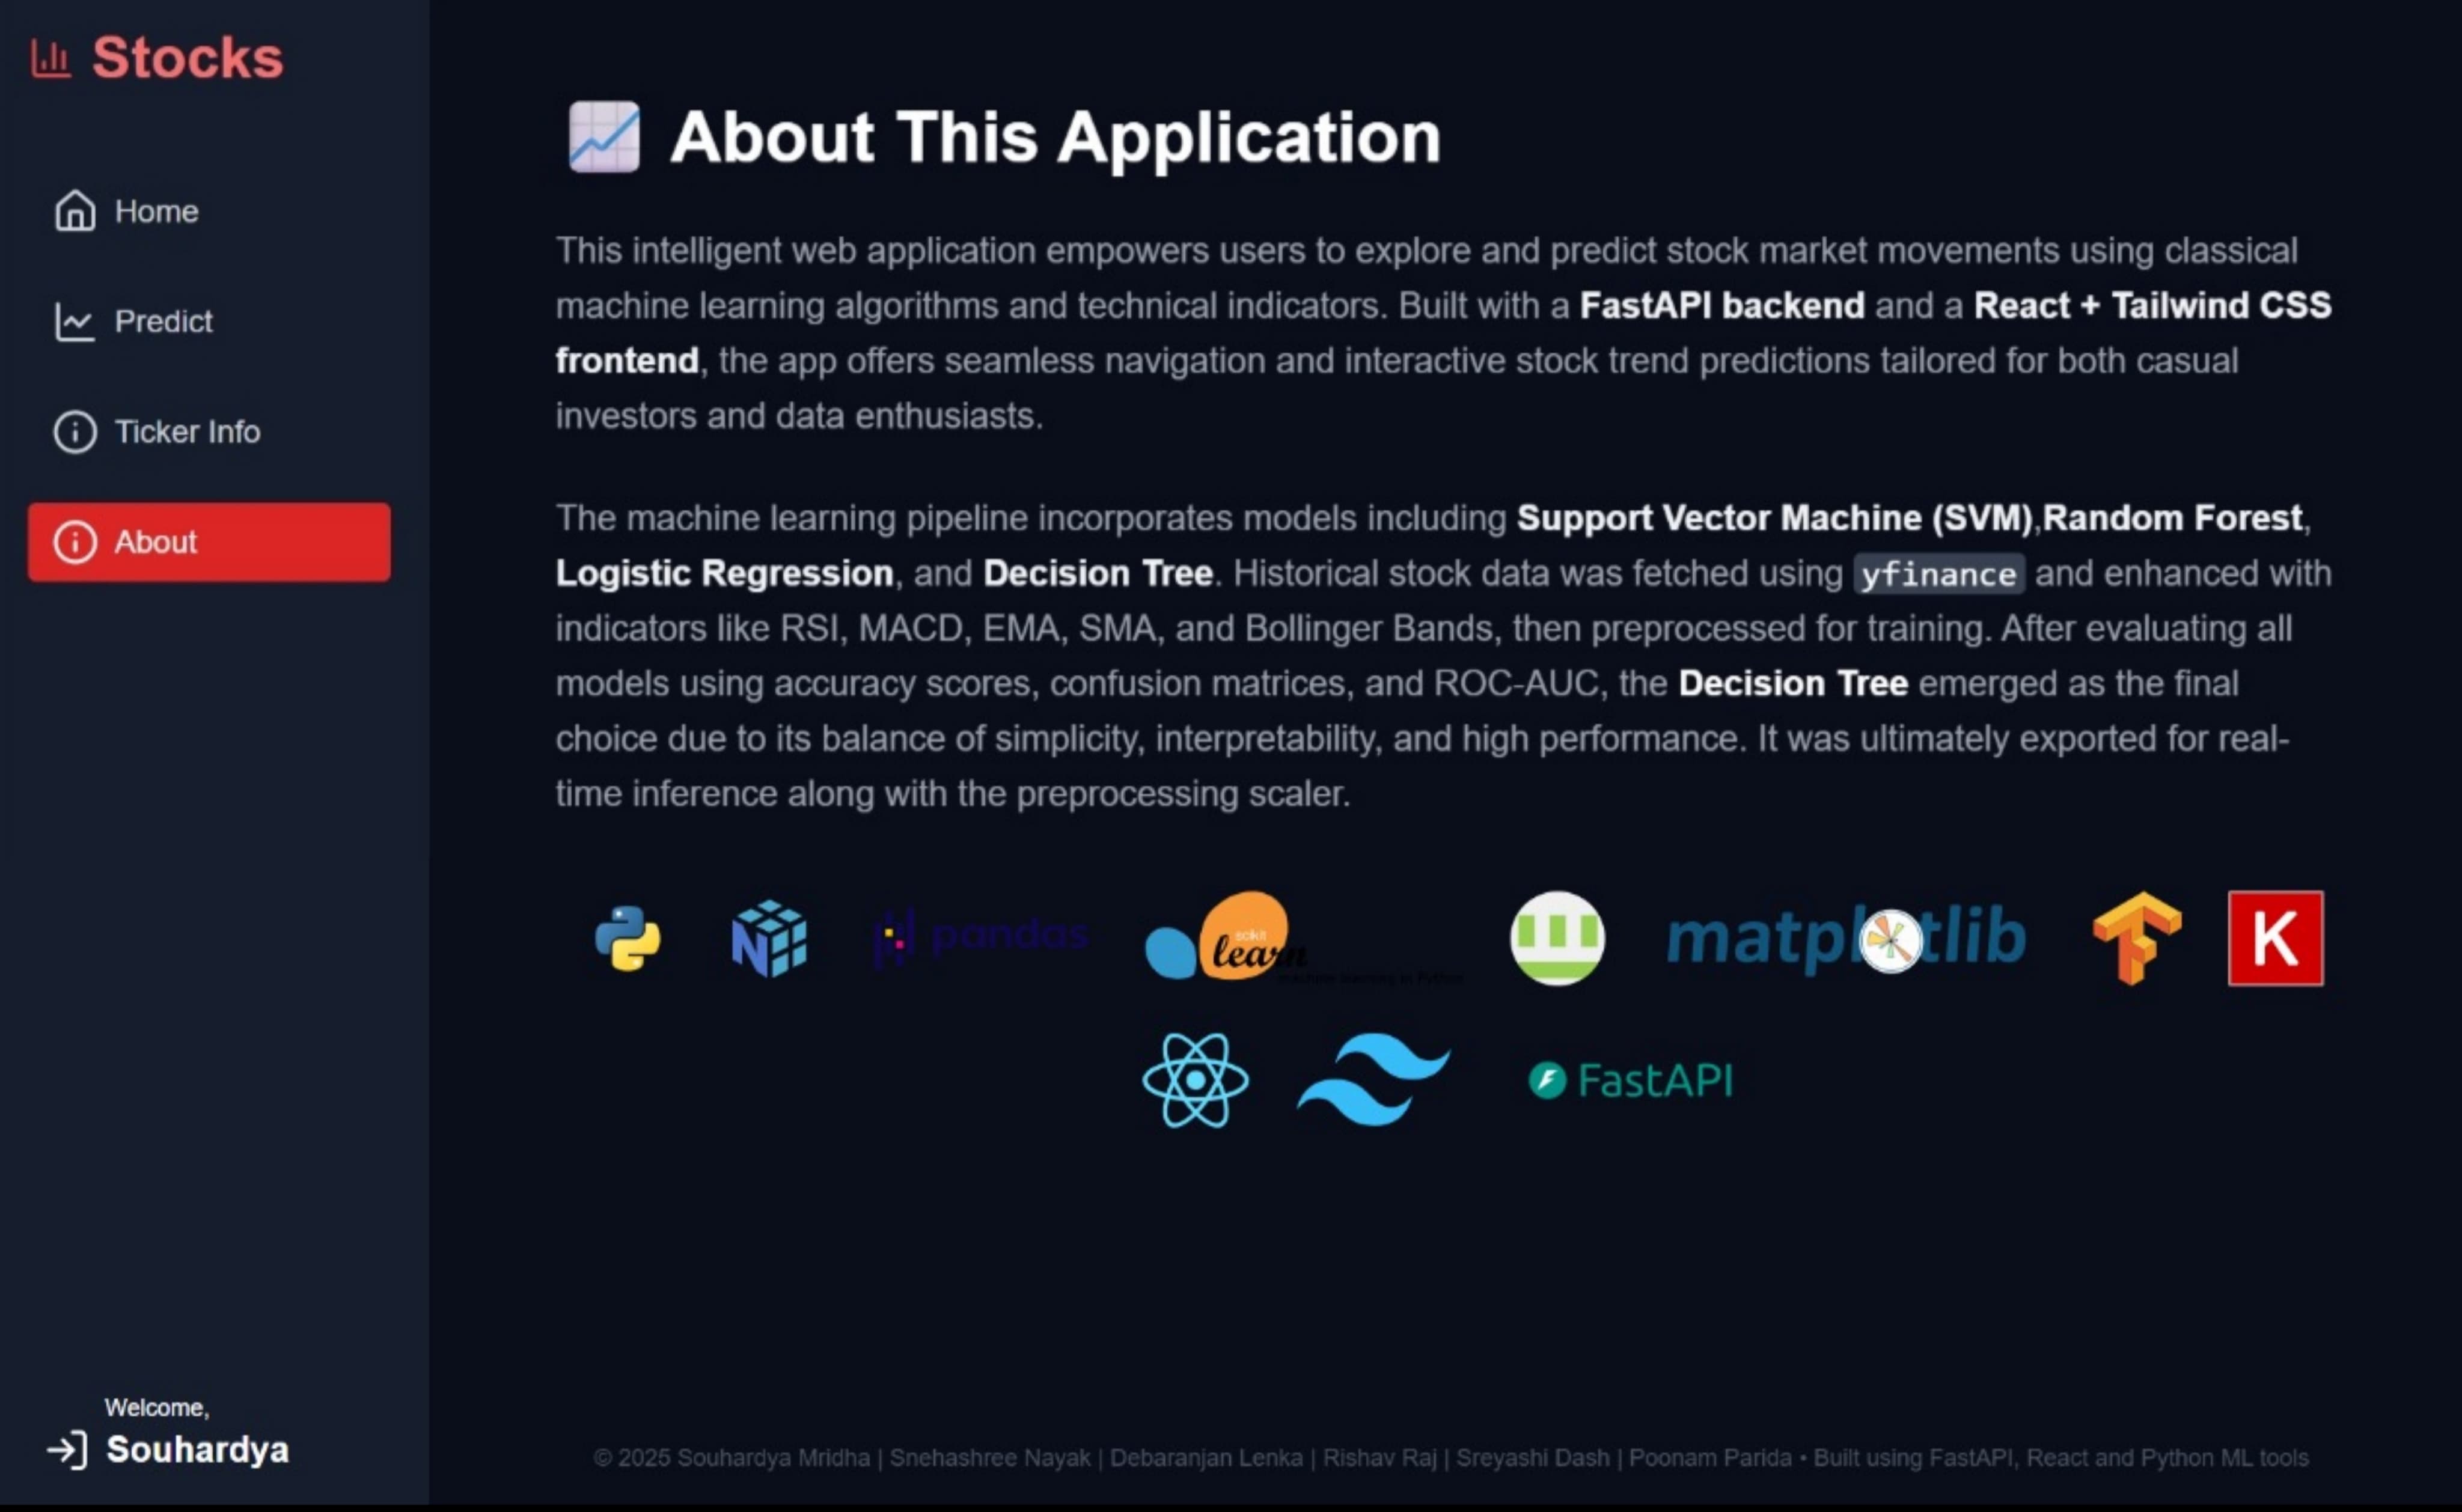 Stocks
Home
Predict
Ticker Info
About
Welcome,
Souhardya
About This Application
This intelligent web application empowers users to explore and predict stock market movements using classical
machine learning algorithms and technical indicators. Built with a FastAPI backend and a React + Tailwind CSS
frontend, the app offers seamless navigation and interactive stock trend predictions tailored for both casual
investors and data enthusiasts.
The machine learning pipeline incorporates models including Support Vector Machine (SVM),Random Forest,
Logistic Regression, and Decision Tree. Historical stock data was fetched using yfinance and enhanced with
indicators like RSI, MACD, EMA, SMA, and Bollinger Bands, then preprocessed for training. After evaluating all
models using accuracy scores, confusion matrices, and ROC-AUC, the Decision Tree emerged as the final
choice due to its balance of simplicity, interpretability, and high performance. It was ultimately exported for real-
time inference along with the preprocessing scaler.
N pandas scikit learn matplotlib K
machine learning in Python
FastAPI
© 2025 Souhardya Mridha | Snehashree Nayak | Debaranjan Lenka | Rishav Raj | Sreyashi Dash | Poonam Parida • Built using FastAPI, React and Python ML tools